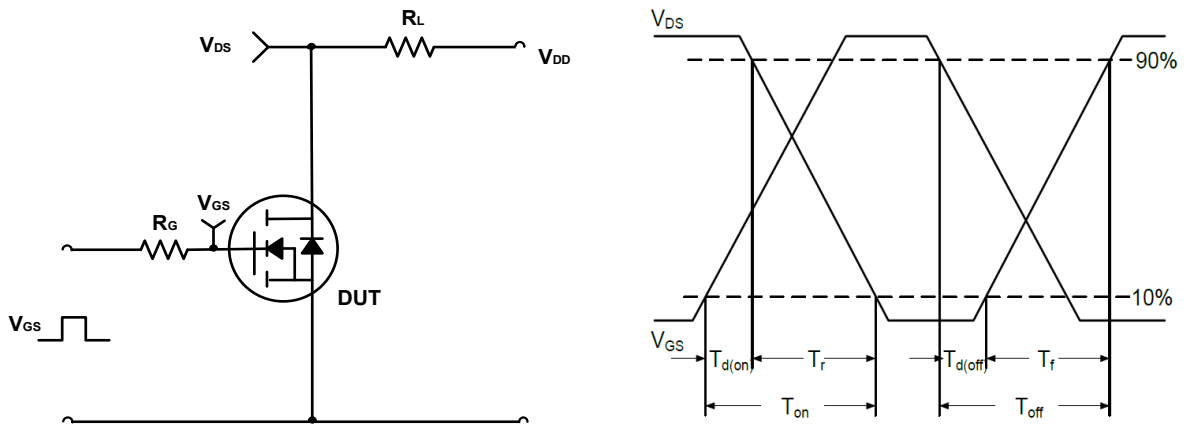 RL
VDS
VDD
VGS
RG
DUT
VGS
VDS
90%
10%
VGS
Td(on)
Tr
Td(off)
Tf
Ton
Toff